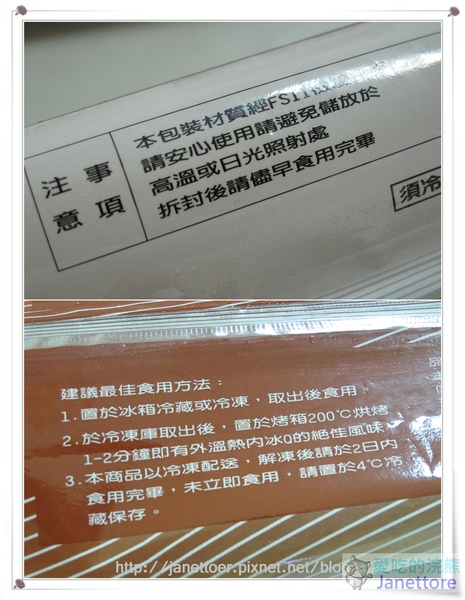 注事
意項
本包裝材質經FSII
請安心使用請避免儲放於
高溫或日光照射處
拆封後請儘早食用完畢
須冷
建議最佳食用方法：
1.置於冰箱冷藏或冷凍，取出後食用。
2.於冷凍庫取出後，置於烤箱200℃烘烤
1-2分鐘即有外溫熱內冰Q的絕佳風味
3.本商品以冷凍配送，解凍後請於2日內
食用完畢，未立即食用，請置於4℃冷
藏保存。
http://janettoer.pixnet.net/blog
愛吃的浣熊
Janettore